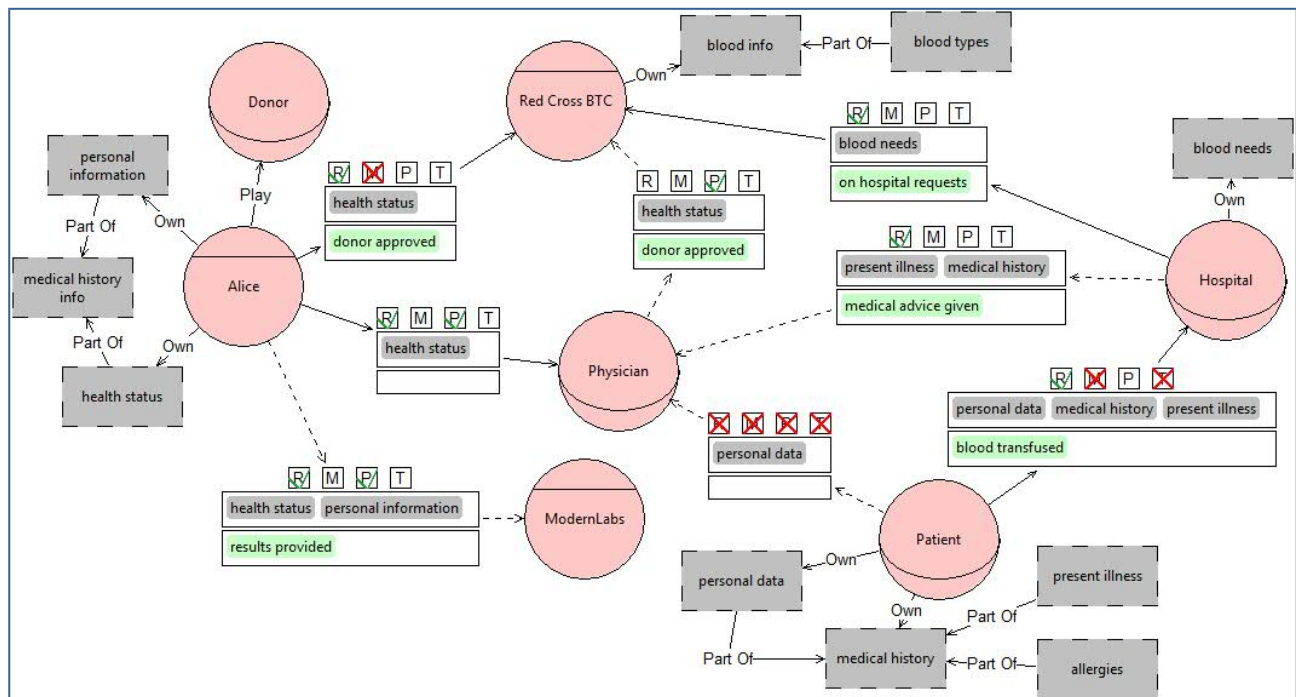 blood info
Part Of
blood types
Own
Donor
Red Cross BTC
R M P T
blood needs
on hospital requests
blood needs
Own
personal
information
Play
R M P T
health status
donor approved
R M P T
health status
donor approved
Part Of
Own
R M P T
present illness medical history
medical advice given
Hospital
medical history
info
Alice
Part Of
Own
R M P T
health status
Physician
health status
R M P T
personal data medical history present illness
blood transfused
R M P T
personal data
R M P T
health status personal information
results provided
ModernLabs
Patient
Own
personal data
present illness
Own
Part Of
Part Of
medical history
Part Of
allergies